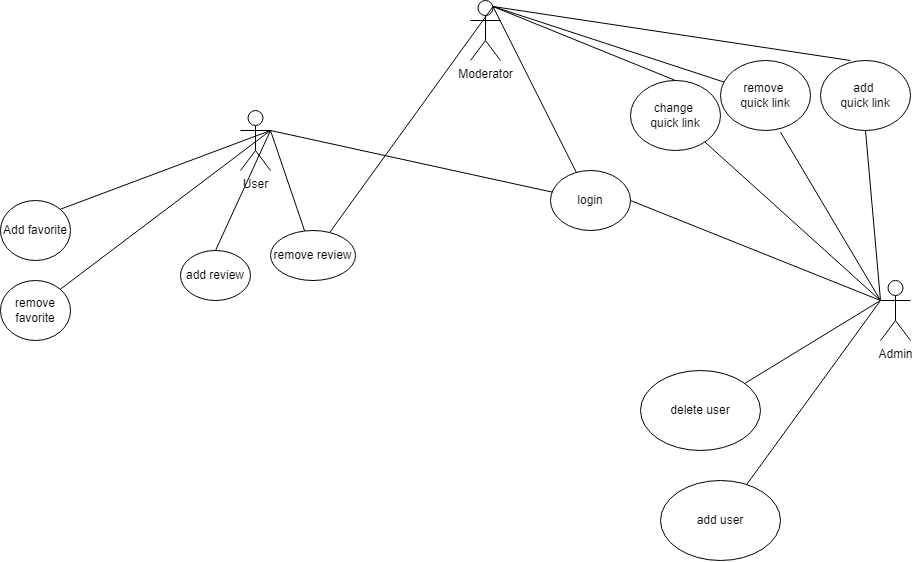 Moderator
change
quick link
remove
quick link
add
quick link
User
login
Add favorite
remove review
add review
remove
favorite
Admin
delete user
add user